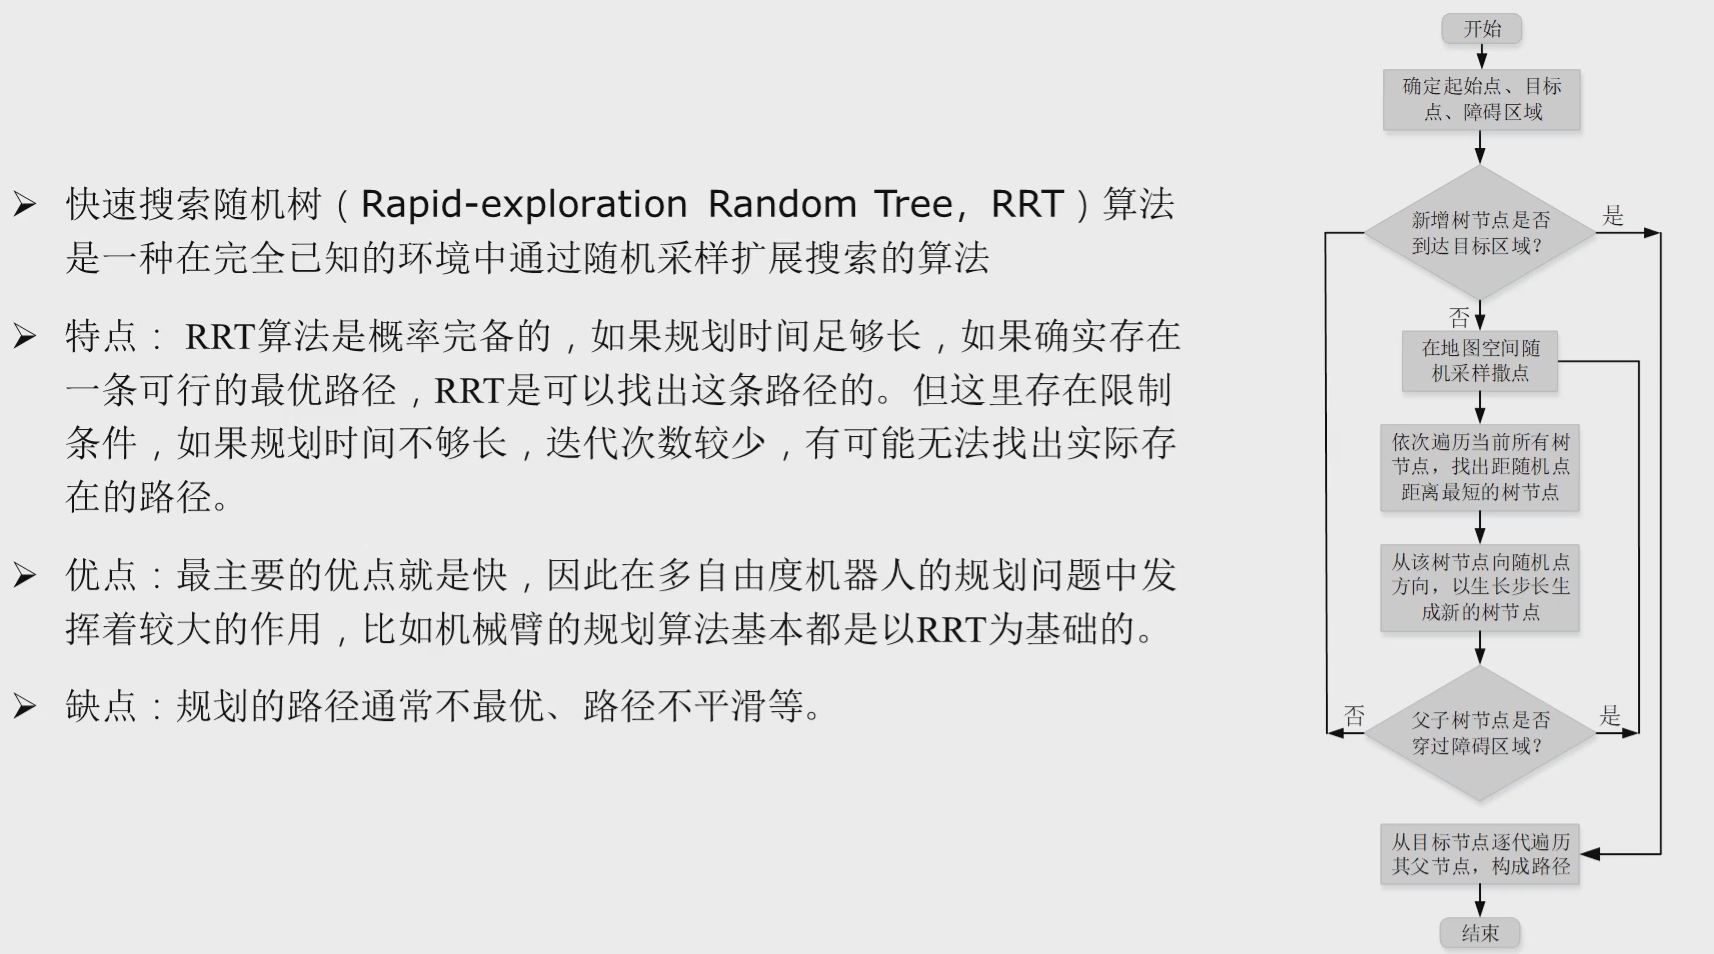 快速搜索随机树（Rapid-exploration Random Tree，RRT）算法
是一种在完全已知的环境中通过随机采样扩展搜索的算法
特点： RRT算法是概率完备的，如果规划时间足够长，如果确实存在
一条可行的最优路径，RRT是可以找出这条路径的。但这里存在限制
条件，如果规划时间不够长，迭代次数较少，有可能无法找出实际存
在的路径。
优点：最主要的优点就是快，因此在多自由度机器人的规划问题中发
挥着较大的作用，比如机械臂的规划算法基本都是以RRT为基础的。
缺点：规划的路径通常不最优、路径不平滑等。
开始
确定起始点、目标
点、障碍区域
新增树节点是否
到达目标区域？
是
否
在地图空间随
机采样撒点
依次遍历当前所有树
节点，找出距随机点
距离最短的树节点
从该树节点向随机点
方向，以生长步长生
成新的树节点
父子树节点是否
穿过障碍区域？
否
是
从目标节点逐代遍历
其父节点，构成路径
结束